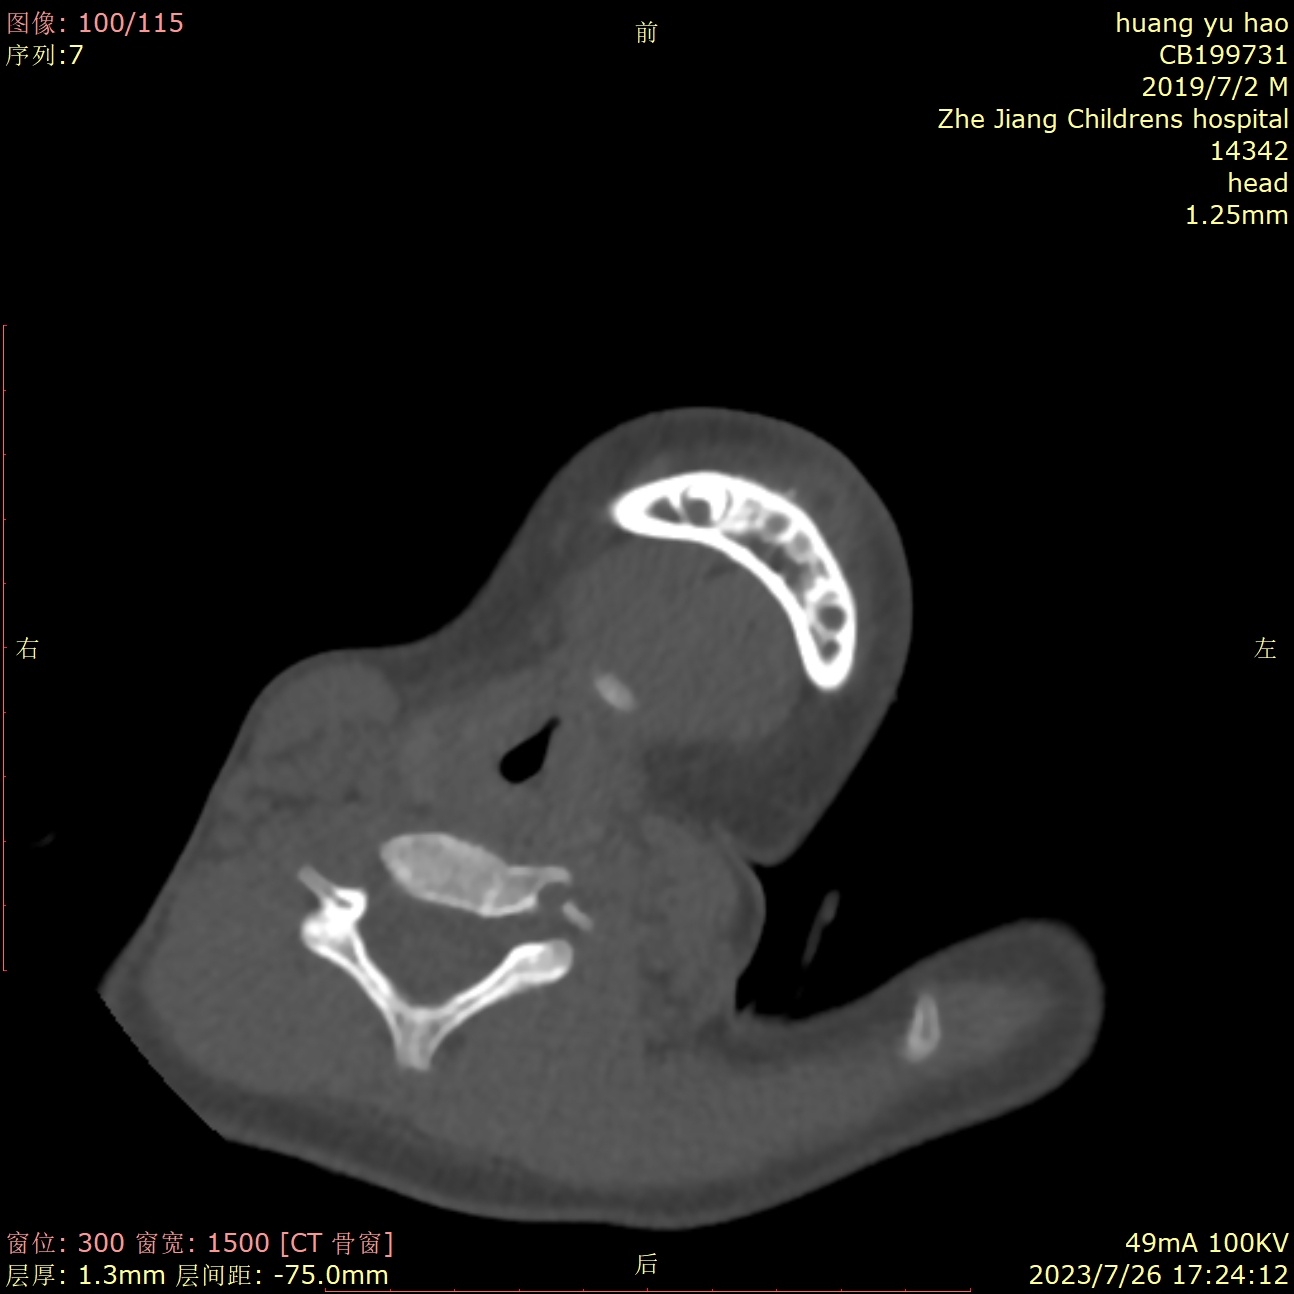 图像: 100/115
序列:7
前
huang yu hao
CB199731
2019/7/2 M
Zhe Jiang Childrens hospital
14342
head
1.25mm
右
左
窗位: 300 窗宽: 1500 [CT 骨窗]
层厚: 1.3mm 层间距: -75.0mm
后
49mA 100KV
2023/7/26 17:24:12